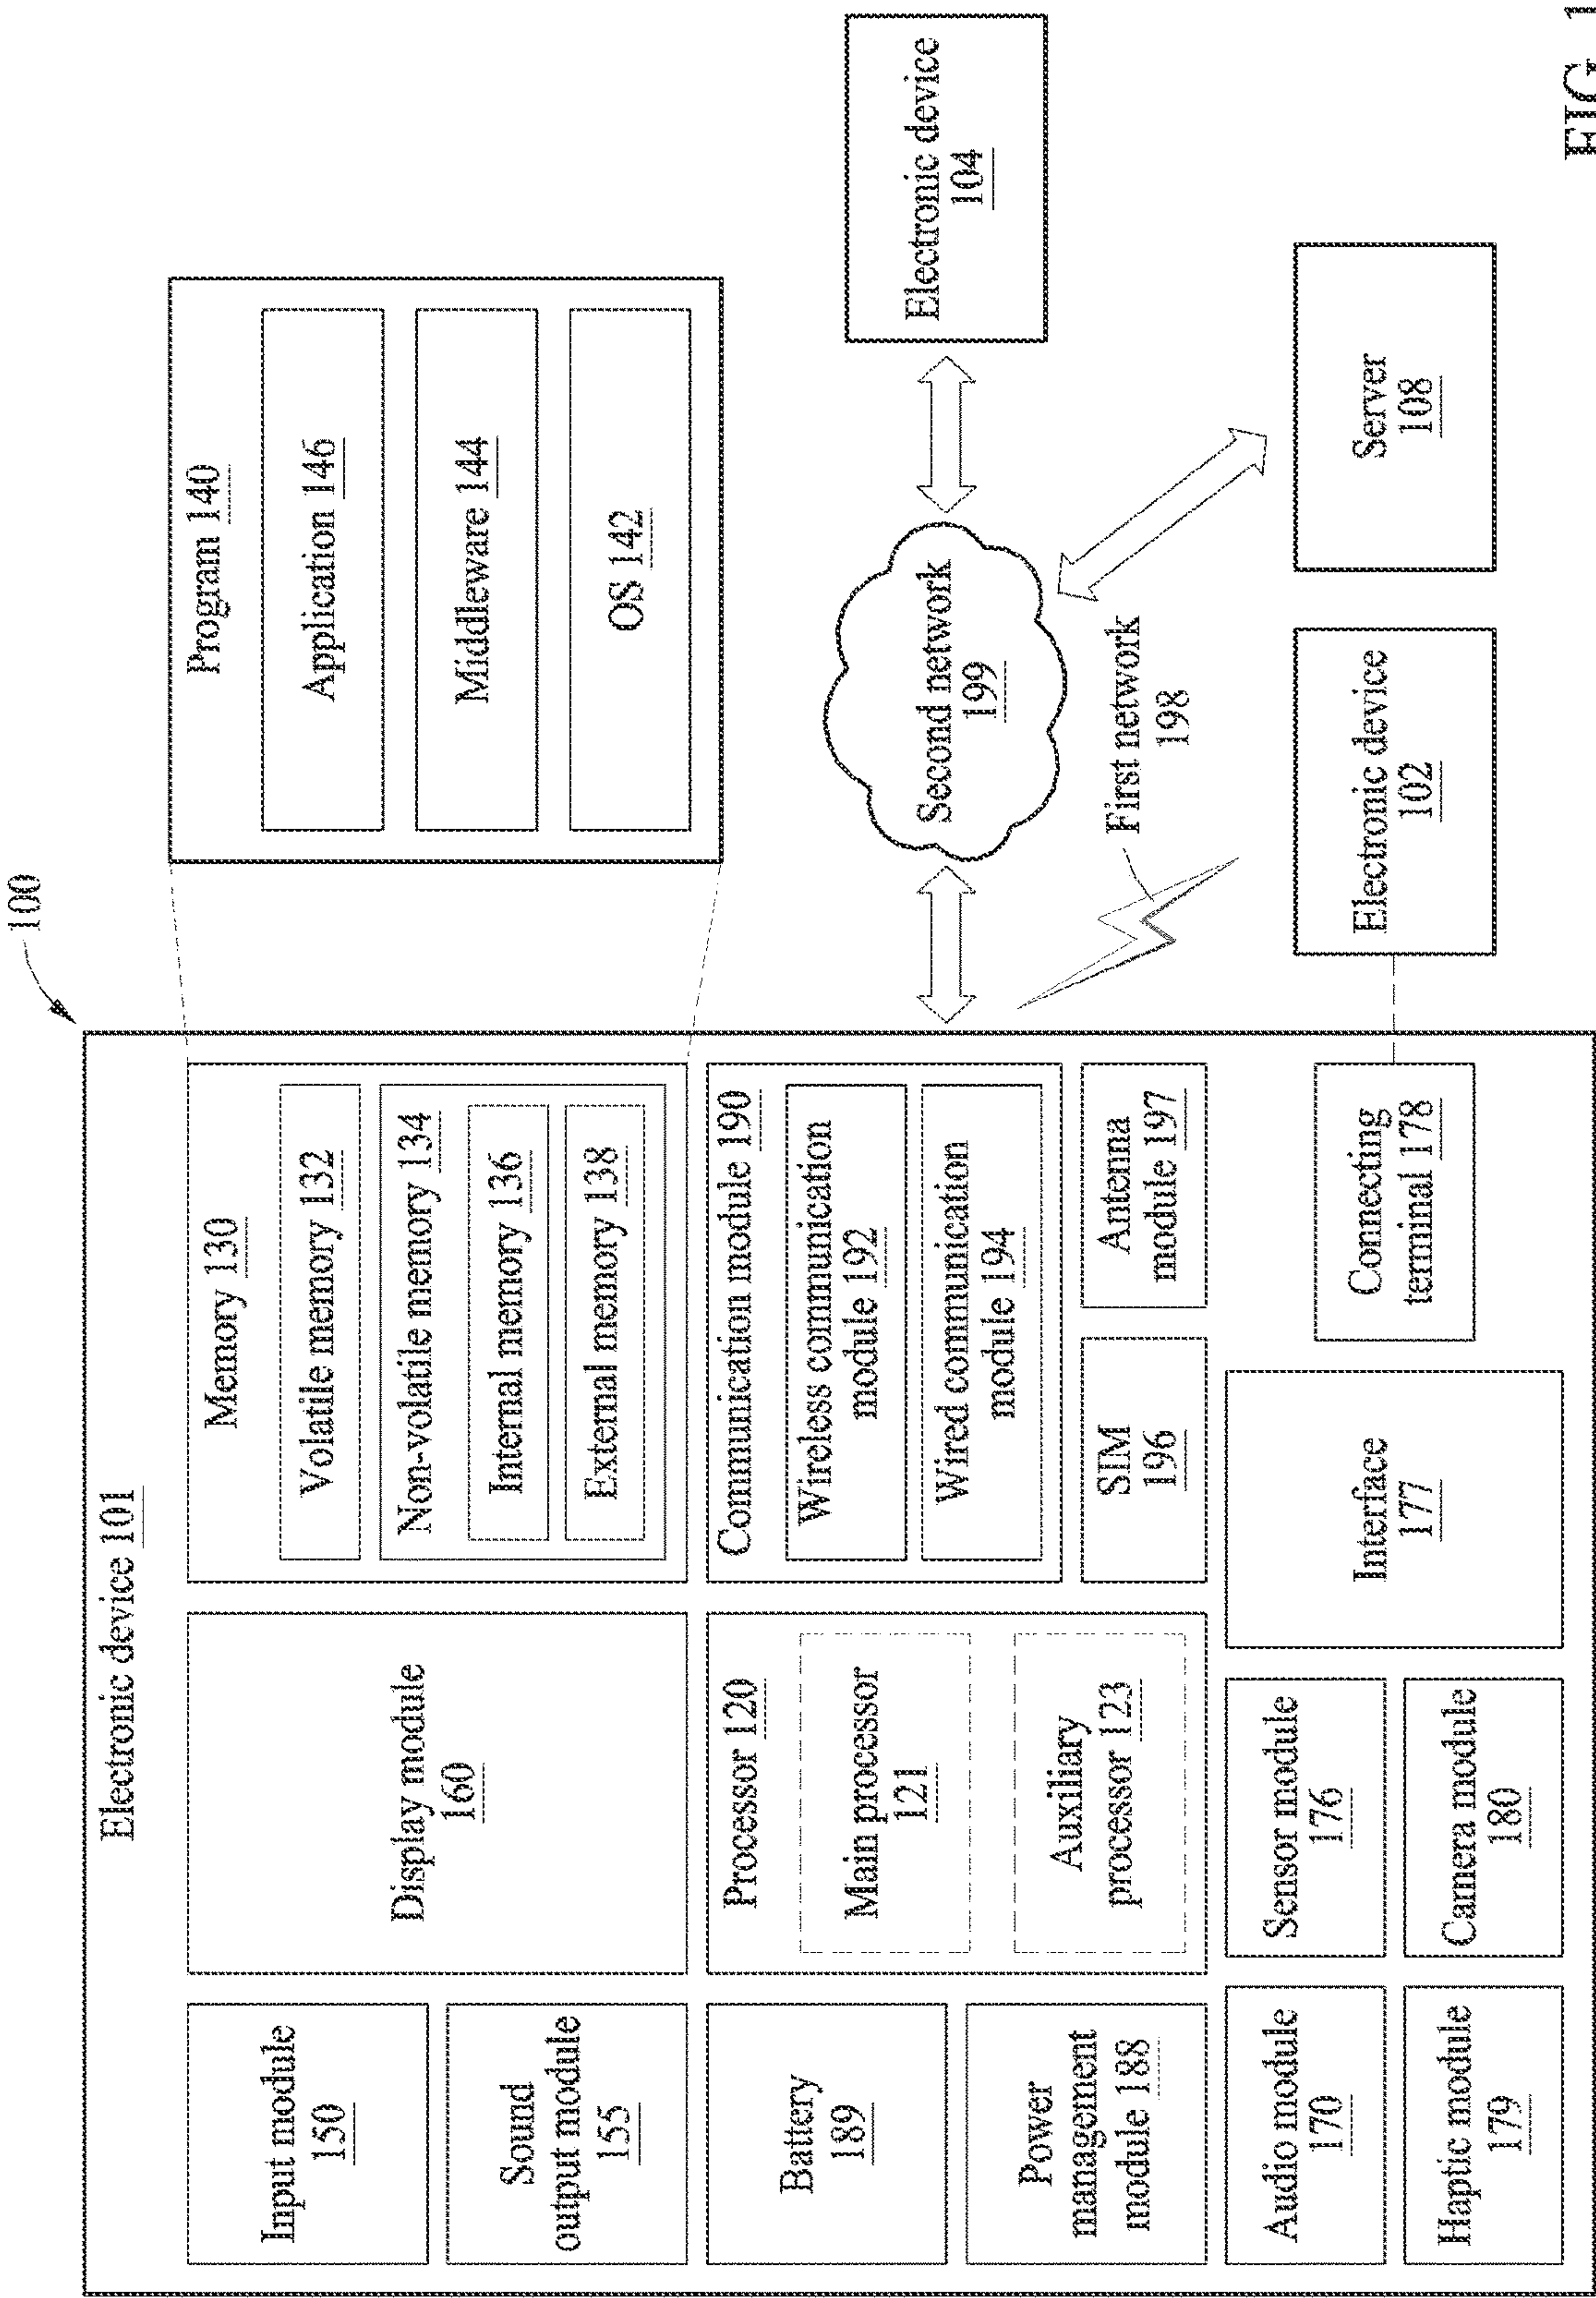 100
Electronic device 101
Input module
150
Sound
output module
155
Battery
189
Power
management
module 188
Audio module
170
Haptic module
179
Display module
160
Processor 120
Main processor
121
Auxiliary
processor 123
Sensor module
176
Camera module
180
Memory 130
Volatile memory 132
Non-volatile memory 134
Internal memory 136
External memory 138
Communication module 190
Wireless communication
module 192
Wired communication
module 194
SIM
196
Antenna
module 197
Interface
177
Connecting
terminal 178
Program 140
Application 146
Middleware 144
OS 142
Second network
199
First network
198
Electronic device
104
Electronic device
102
Server
108
FIG. 1